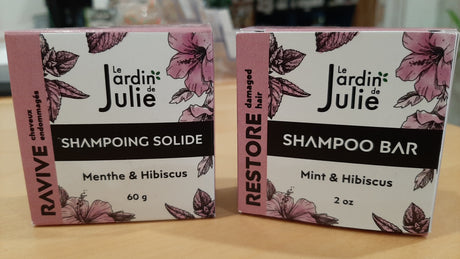 RAVIVE
cheveux
endommagés
Le
Jardin
de
Julie
SHAMPOING SOLIDE
Menthe & Hibiscus
60 g
RESTORE
damaged
hair
Le
Jardin
de
Julie
SHAMPOO BAR
Mint & Hibiscus
2 oz